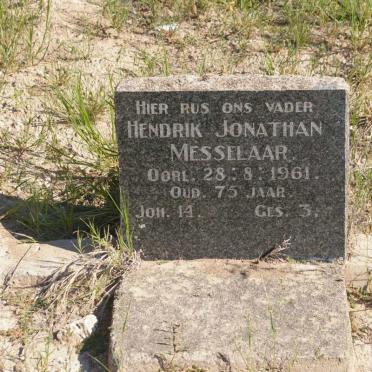 HIER RUS ONS VADER
HENDRIK JONATHAN
MESSELAAR.
OORL. 28·8·1961.
OUD. 75 JAAR.
JOH. 14. GES. 3.